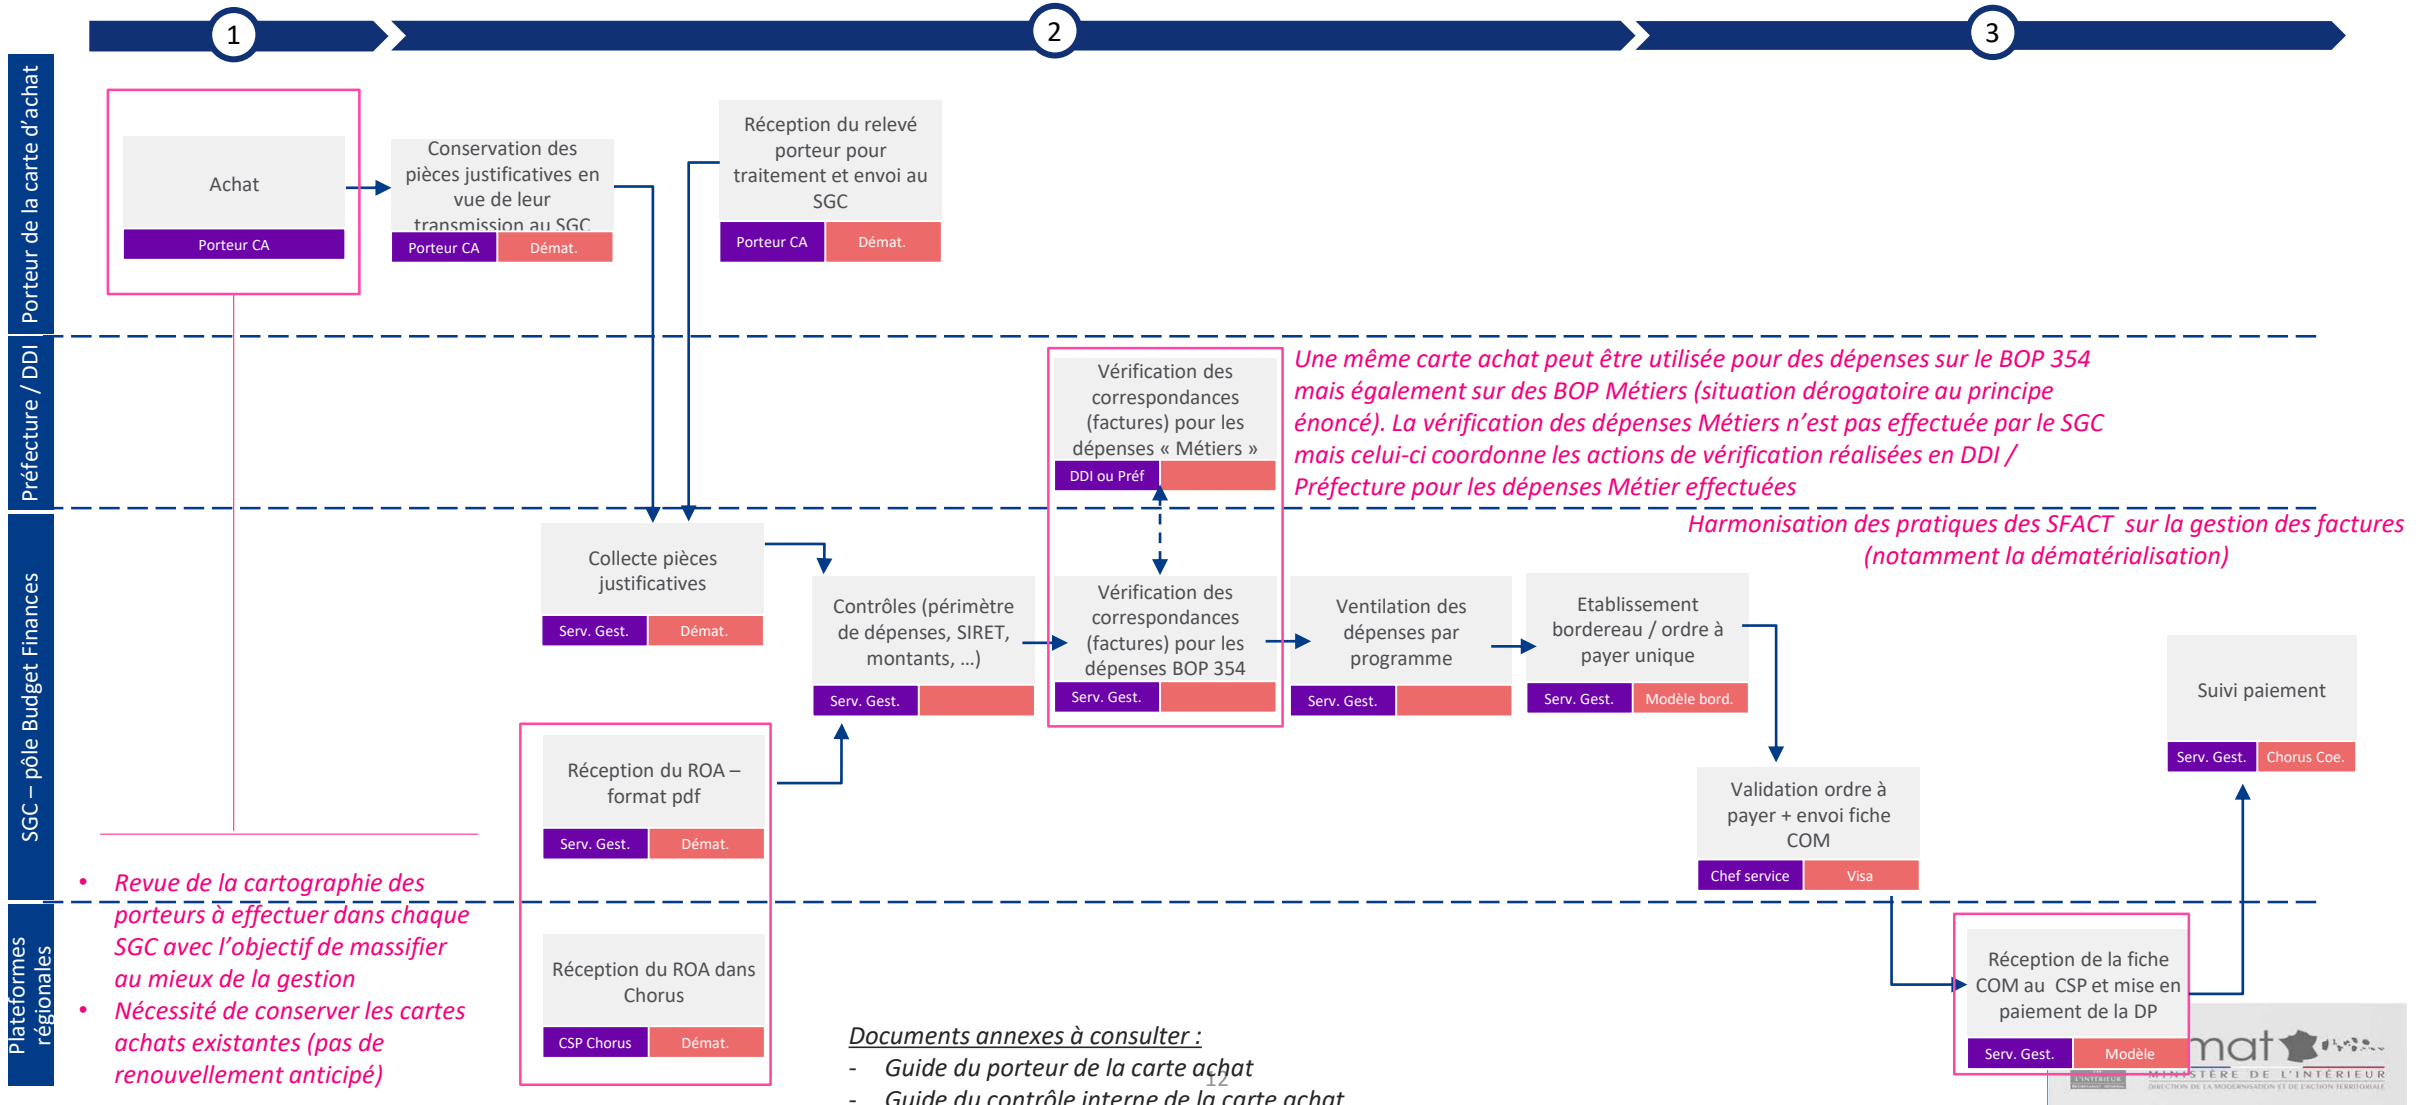 1
2
3
Porteur de la carte d'achat
Achat
Porteur CA
Conservation des
pièces justificatives en
vue de leur
transmission au SGC
Porteur CA
Démat.
Réception du relevé
porteur pour
traitement et envoi au
SGC
Porteur CA
Démat.
Préfecture / DDI
Vérification des
correspondances
(factures) pour les
dépenses « Métiers »
DDI ou Préf
Une même carte achat peut être utilisée pour des dépenses sur le BOP 354
mais également sur des BOP Métiers (situation dérogatoire au principe
énoncé). La vérification des dépenses Métiers n'est pas effectuée par le SGC
mais celui-ci coordonne les actions de vérification réalisées en DDI /
Préfecture pour les dépenses Métier effectuées
Harmonisation des pratiques des SFACT sur la gestion des factures
(notamment la dématérialisation)
SGC – pôle Budget Finances
Collecte pièces
justificatives
Serv. Gest.
Démat.
Contrôles (périmètre
de dépenses, SIRET,
montants, …)
Serv. Gest.
Vérification des
correspondances
(factures) pour les
dépenses BOP 354
Serv. Gest.
Ventilation des
dépenses par
programme
Serv. Gest.
Etablissement
bordereau / ordre à
payer unique
Serv. Gest.
Modèle bord.
Suivi paiement
Serv. Gest.
Chorus Coe.
Réception du ROA –
format pdf
Serv. Gest.
Démat.
Validation ordre à
payer + envoi fiche
COM
Chef service
Visa
• Revue de la cartographie des
porteurs à effectuer dans chaque
SGC avec l'objectif de massifier
au mieux de la gestion
• Nécessité de conserver les cartes
achats existantes (pas de
renouvellement anticipé)
Plateformes
régionales
Réception du ROA dans
Chorus
CSP Chorus
Démat.
Réception de la fiche
COM au CSP et mise en
paiement de la DP
Serv. Gest.
Modèle
Documents annexes à consulter :
- Guide du porteur de la carte achat
- Guide du contrôle interne de la carte achat
12
mat
L'INTÉRIEUR
MINISTÈRE DE L'INTÉRIEUR
DIRECTION DE LA MODERNISATION ET DE L'ACTION TERRITORIALE